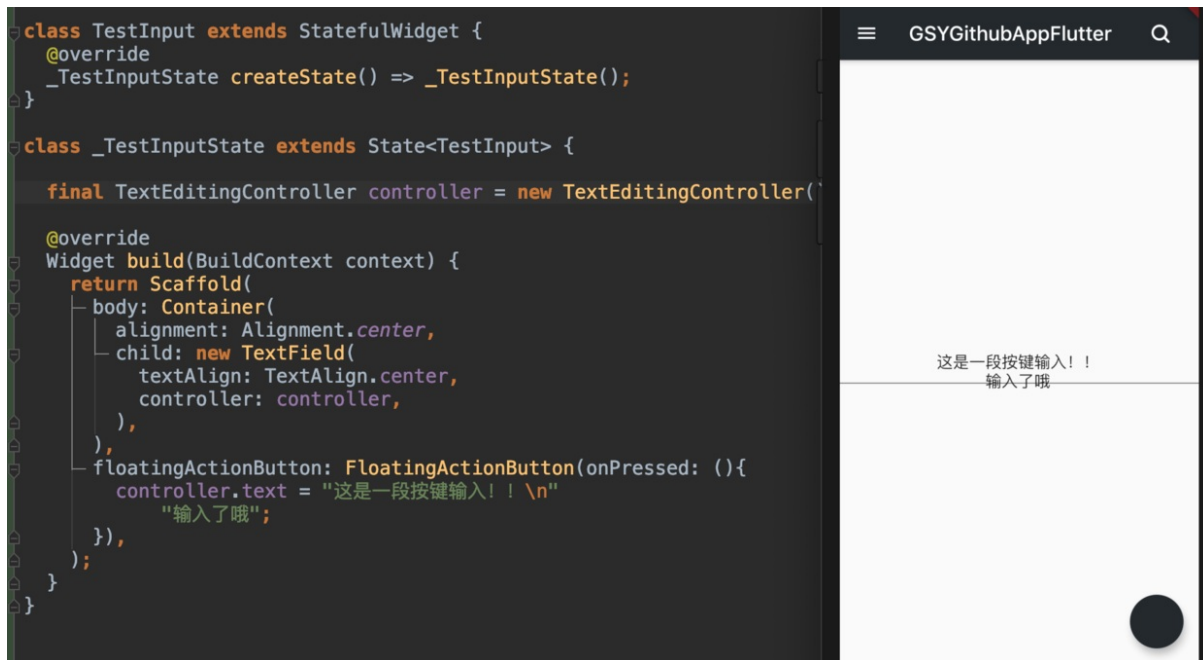 class TestInput extends StatefulWidget {
@override
_TestInputState createState() => _TestInputState();
}
class _TestInputState extends State<TestInput> {
final TextEditingController controller = new TextEditingController(
@override
Widget build(BuildContext context) {
return Scaffold(
body: Container(
alignment: Alignment.center,
child: new TextField(
textAlign: TextAlign.center,
controller: controller,
),
),
floatingActionButton: FloatingActionButton(onPressed: (){
controller.text = "这是一段按键输入！！\n"
"输入了哦";
}),
);
}
}
GSYGithubAppFlutter
这是一段按键输入！！
输入了哦